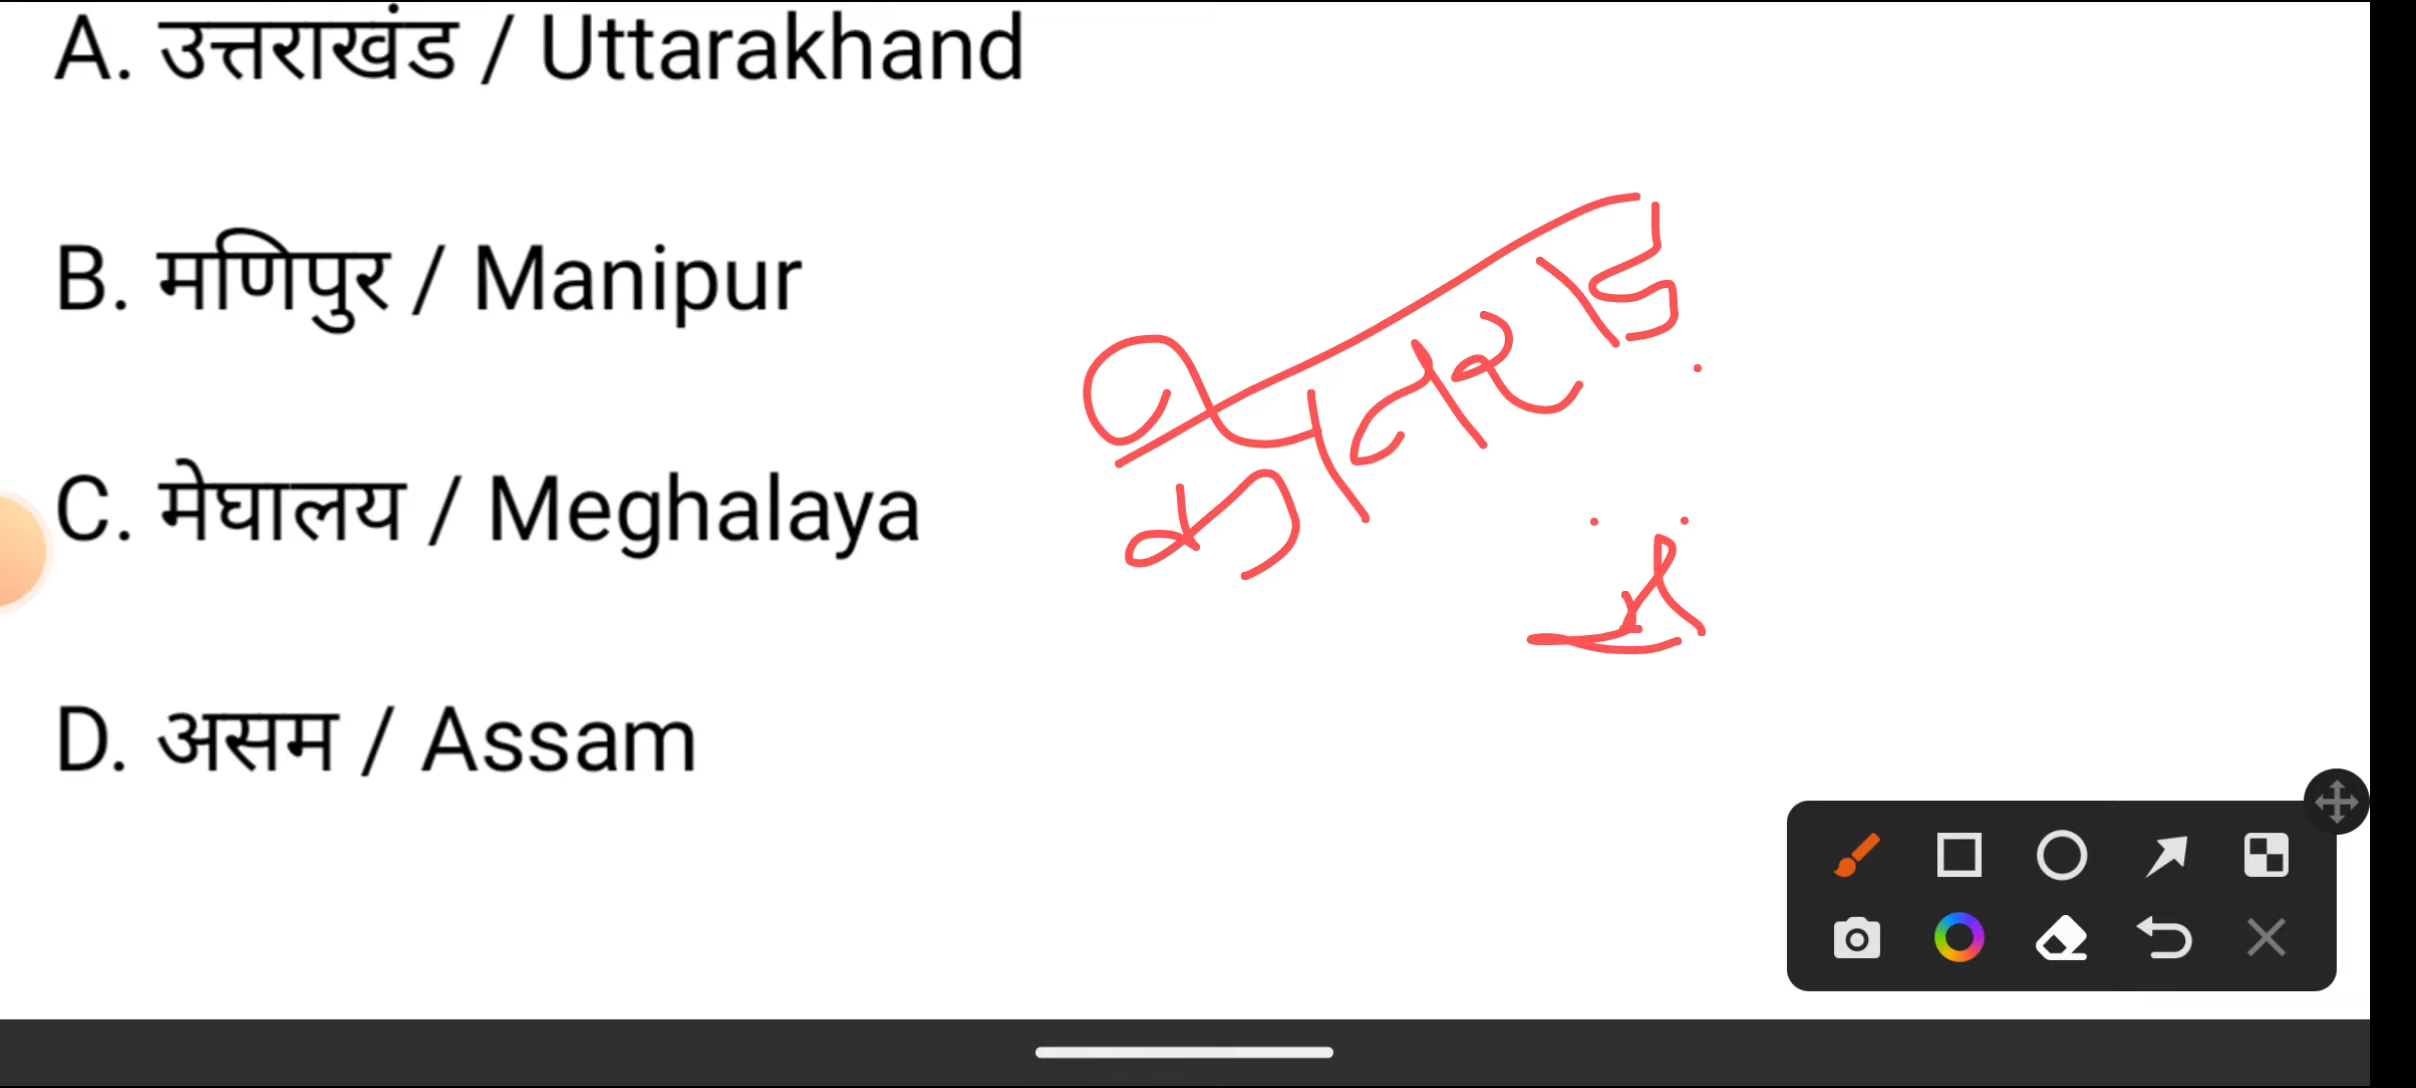 A. उत्तराखंड / Uttarakhand
B. मणिपुर / Manipur
C. मेघालय / Meghalaya
D. असम / Assam